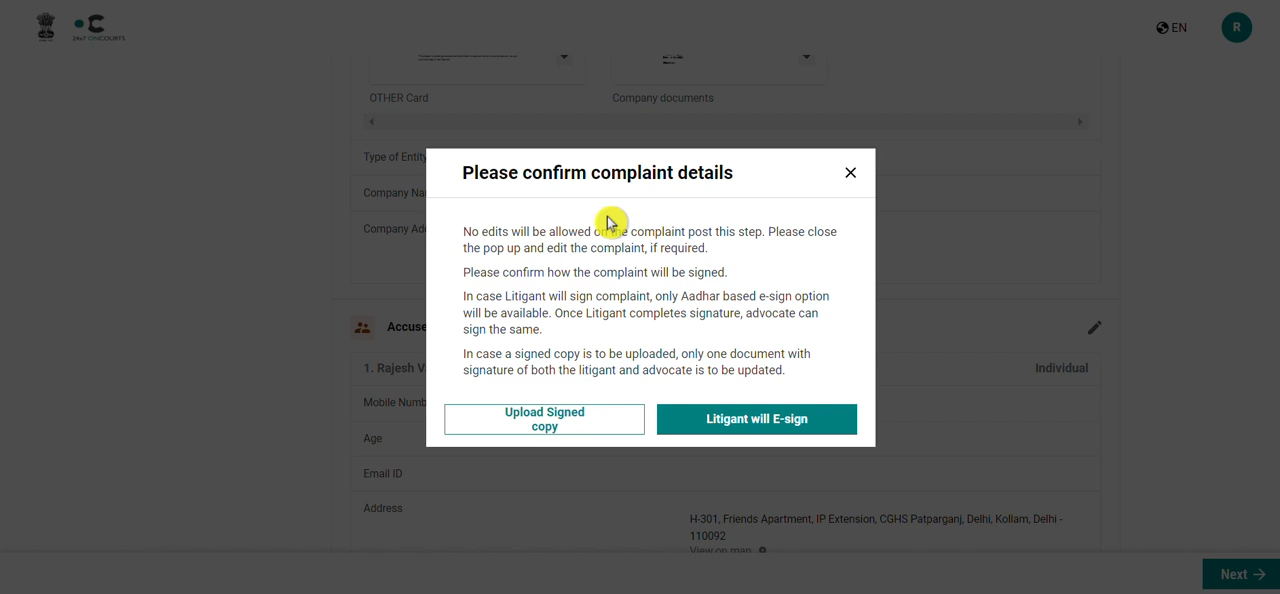 24x7 ONCOURTS
EN
R
OTHER Card
Company documents
Type of Entity
Please confirm complaint details
Company
No edits will be allowed on the complaint post this step. Please close
the pop up and edit the complaint, if required.
Company
Please confirm how the complaint will be signed.
In case Litigant will sign complaint, only Aadhar based e-sign option
will be available. Once Litigant completes signature, advocate can
sign the same.
In case a signed copy is to be uploaded, only one document with
signature of both the litigant and advocate is to be updated.
Upload Signed
copy
Litigant will E-sign
1. Rajesh
Individual
Mobile
Age
Email ID
Address
H-301, Friends Apartment, IP Extension, CGHS Patparganj, Delhi, Kollam, Delhi -
110092
View on map
Next